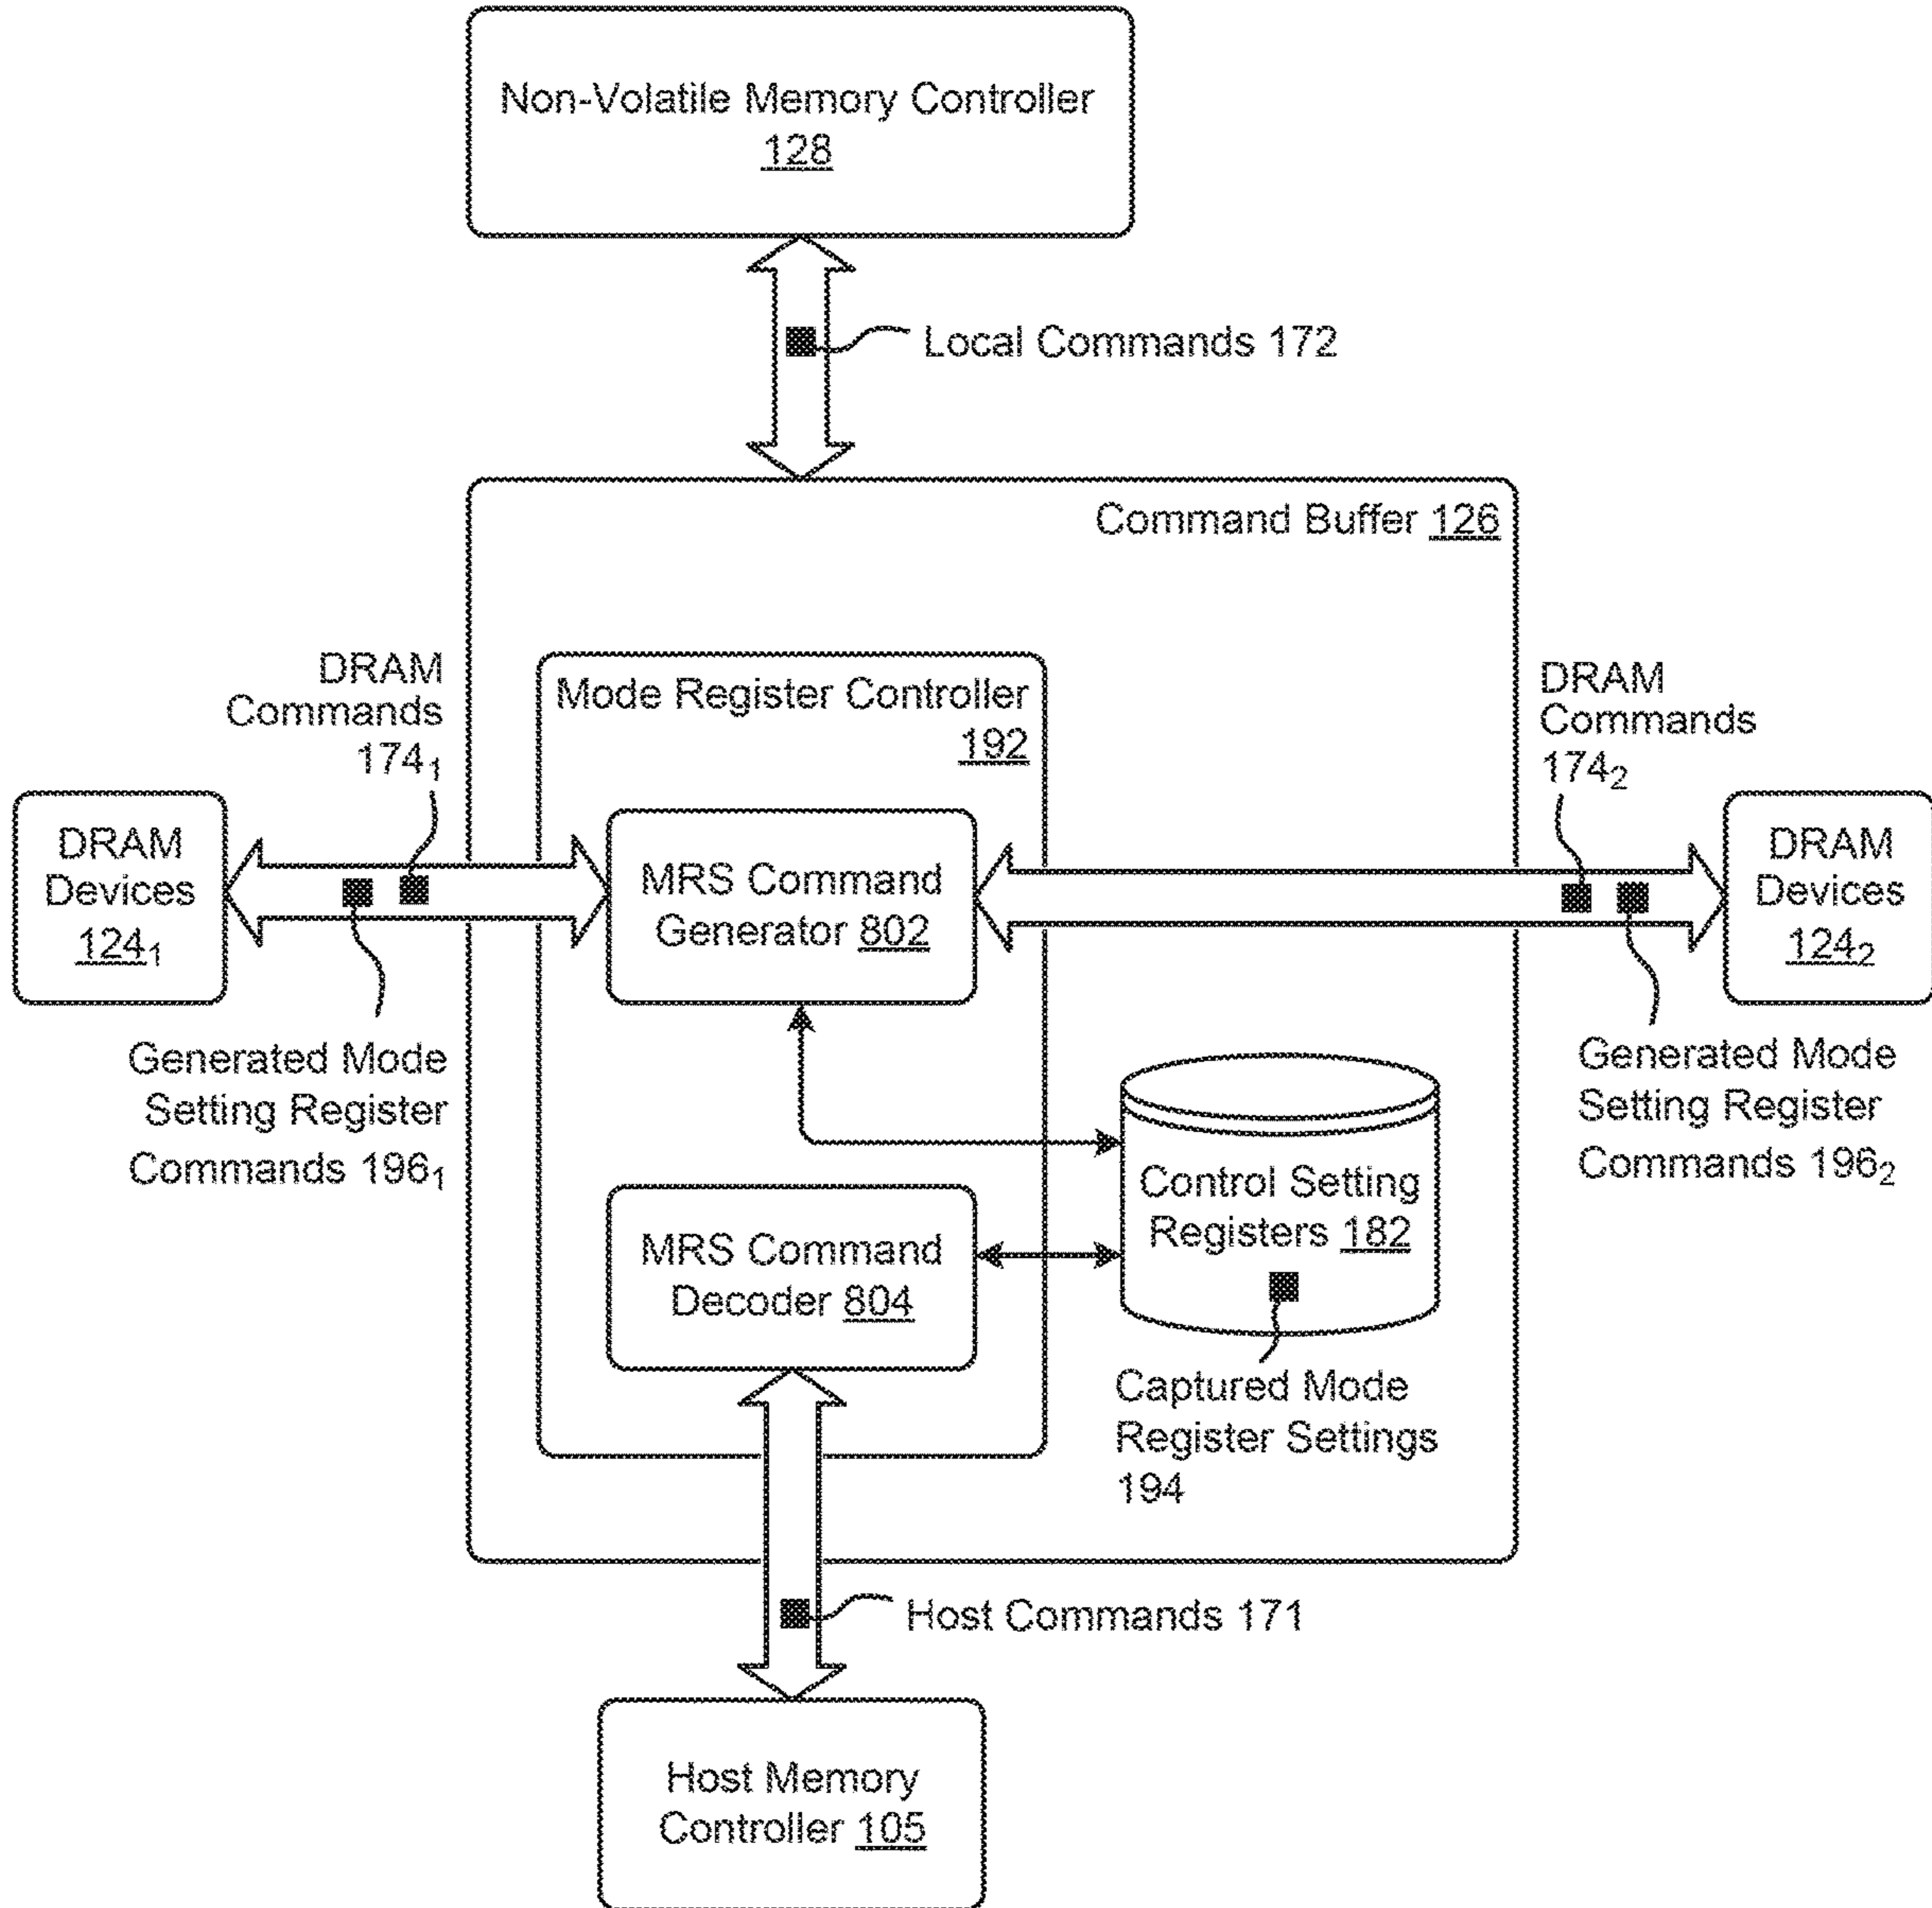 Non-Volatile Memory Controller
128
Local Commands 172
Command Buffer 126
DRAM
Commands
174₁
Mode Register Controller
192
DRAM
Commands
174₂
DRAM
Devices
124₁
MRS Command
Generator 802
DRAM
Devices
124₂
Generated Mode
Setting Register
Commands 196₁
Generated Mode
Setting Register
Commands 196₂
Control Setting
Registers 182
MRS Command
Decoder 804
Captured Mode
Register Settings
194
Host Commands 171
Host Memory
Controller 105